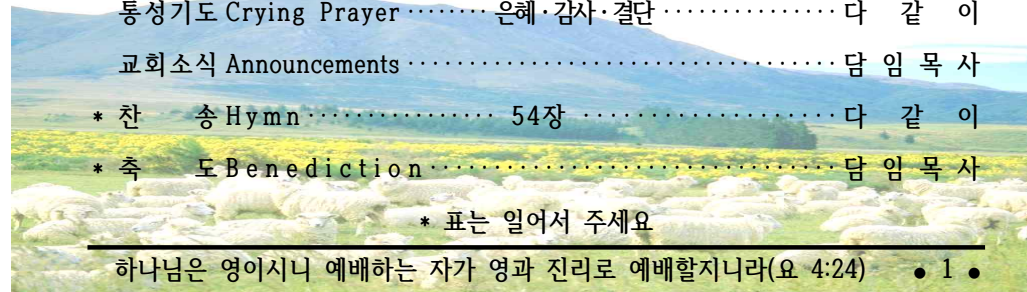 통성기도 Crying Prayer ········ 은혜·감사·결단 ··············· 다 같 이
교회소식 Announcements ·································· 담 임 목 사
* 찬 송 Hymn ················ 54장 ···················· 다 같 이
* 축 도 Benediction ································ 담 임 목 사
* 표는 일어서 주세요
하나님은 영이시니 예배하는 자가 영과 진리로 예배할지니라(요 4:24) ● 1 ●